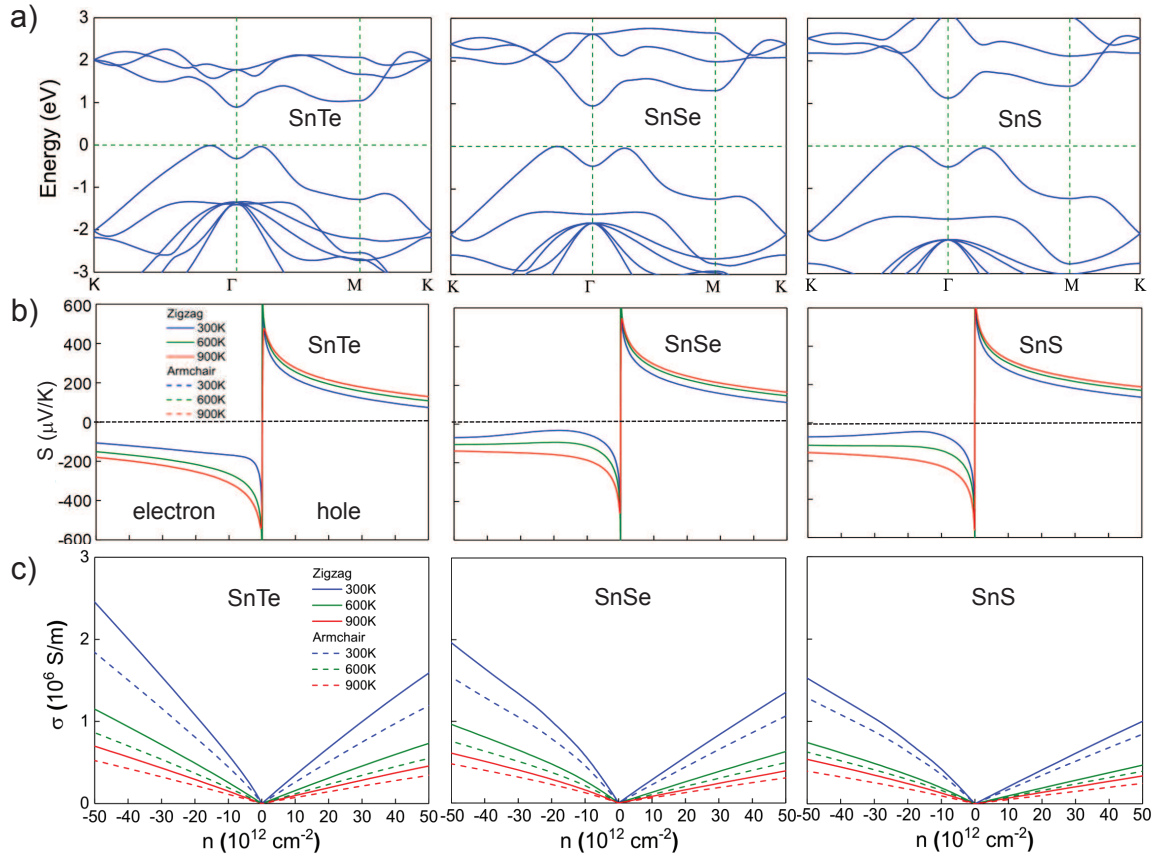 a)
3
2
1
0
-1
-2
-3
Energy (eV)
SnTe
SnSe
SnS
K Γ M K
K Γ M K
K Γ M K
b)
600
400
200
0
-200
-400
-600
S (μV/K)
Zigzag
300K
600K
900K
Armchair
300K
600K
900K
SnTe
SnSe
SnS
electron
hole
c)
3
2
1
0
σ (10⁶ S/m)
SnTe
Zigzag
300K
600K
900K
Armchair
300K
600K
900K
SnSe
SnS
-50 -40 -30 -20 -10 0 10 20 30 40 50
-50 -40 -30 -20 -10 0 10 20 30 40 50
-50 -40 -30 -20 -10 0 10 20 30 40 50
n (10¹² cm⁻²)
n (10¹² cm⁻²)
n (10¹² cm⁻²)